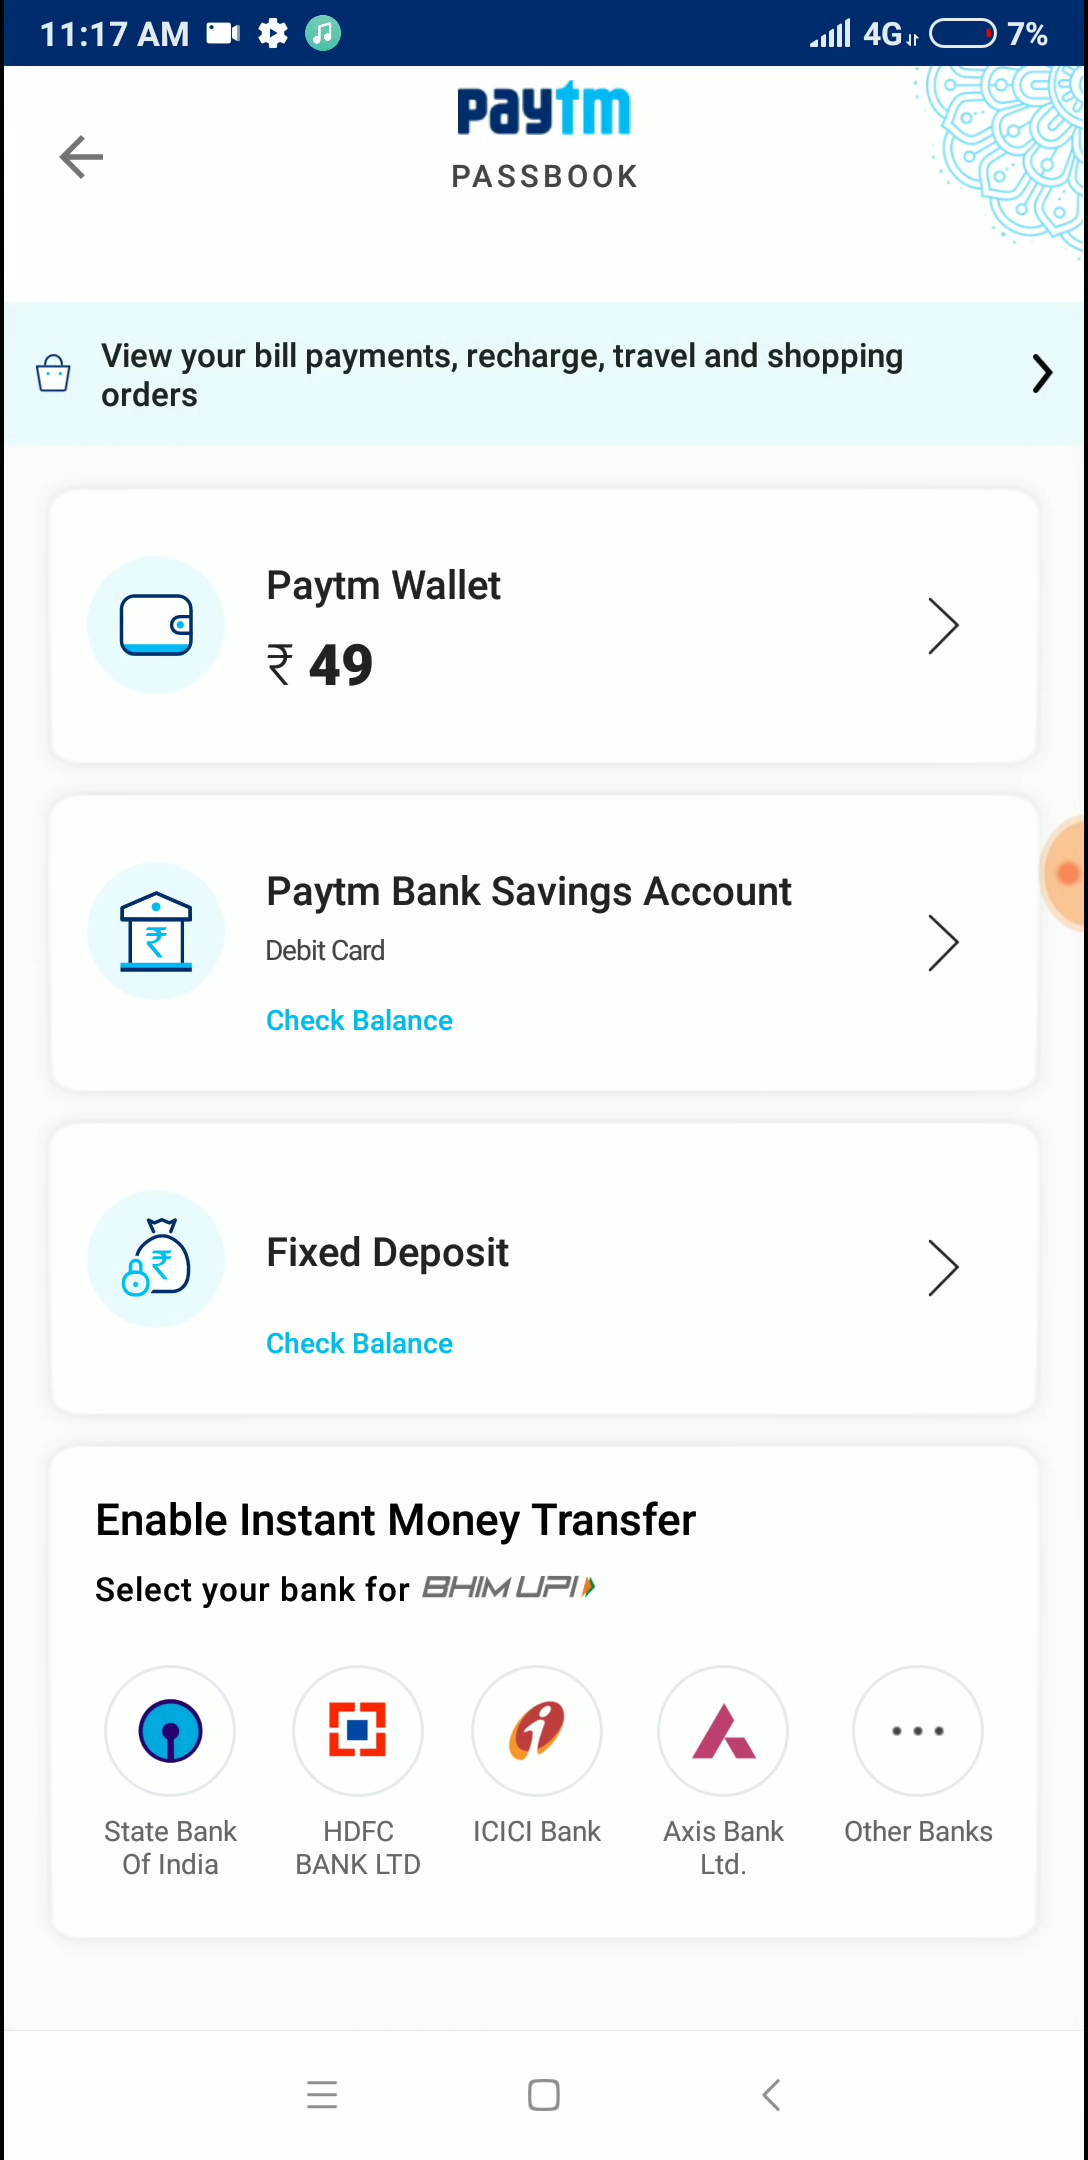 11:17 AM 4G 7%
paytm
PASSBOOK
View your bill payments, recharge, travel and shopping
orders
Paytm Wallet
₹ 49
₹
Paytm Bank Savings Account
Debit Card
Check Balance
₹
Fixed Deposit
Check Balance
Enable Instant Money Transfer
Select your bank for BHIM UPI
State Bank
Of India
HDFC
BANK LTD
ICICI Bank
Axis Bank
Ltd.
Other Banks